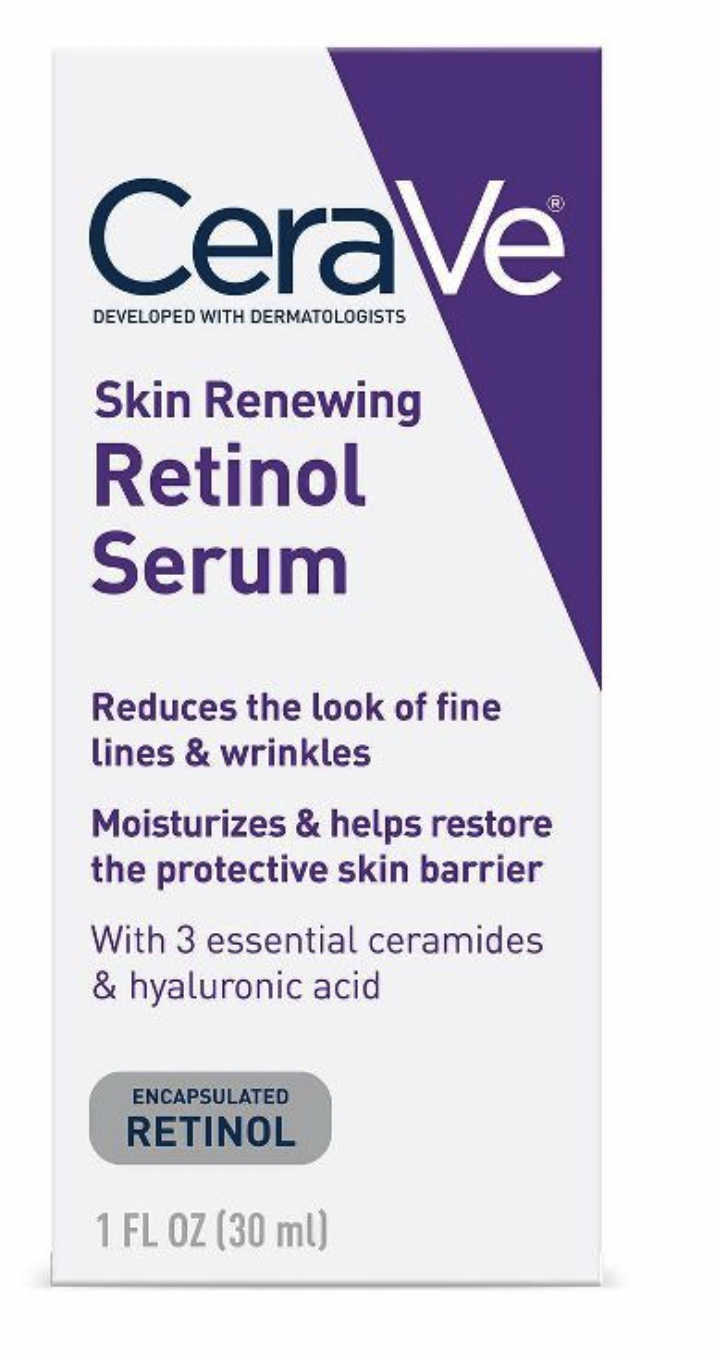 CeraVe®
DEVELOPED WITH DERMATOLOGISTS
Skin Renewing
Retinol
Serum
Reduces the look of fine
lines & wrinkles
Moisturizes & helps restore
the protective skin barrier
With 3 essential ceramides
& hyaluronic acid
ENCAPSULATED
RETINOL
1 FL OZ (30 ml)